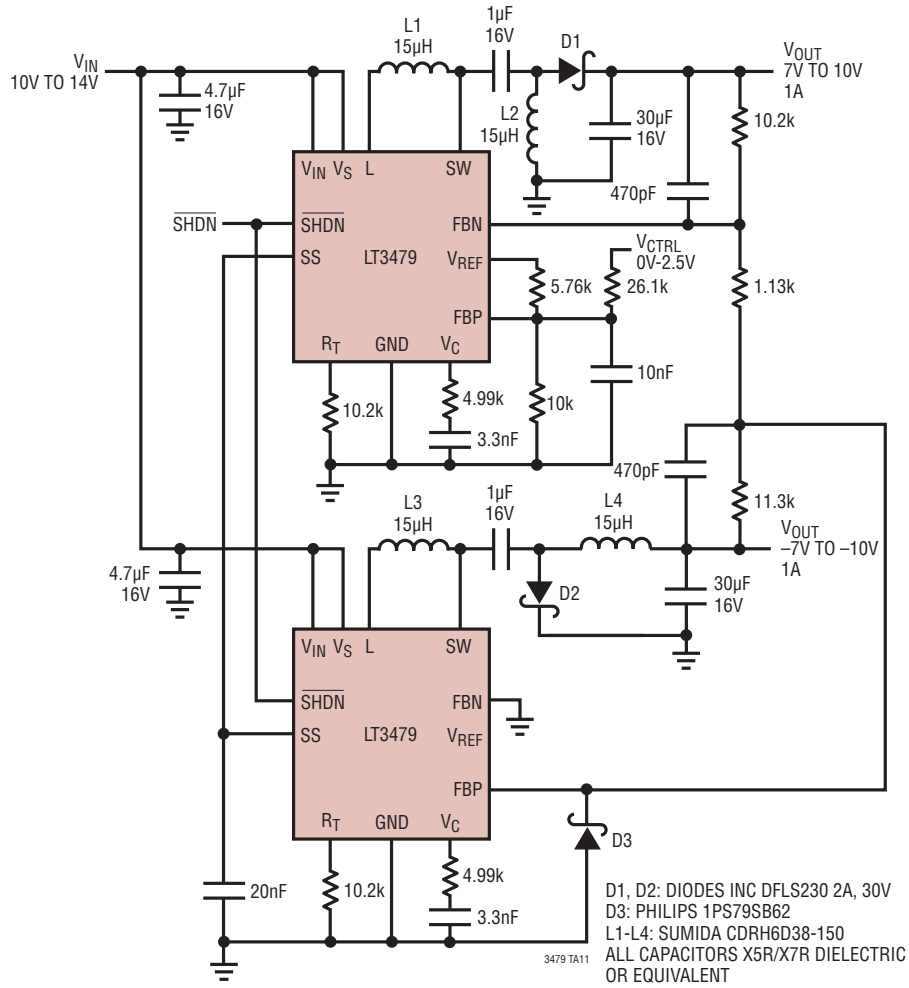 L1
15µH
1µF
16V
D1
VIN
10V TO 14V
4.7µF
16V
L2
15µH
30µF
16V
VOUT
7V TO 10V
1A
10.2k
470pF
VIN
VS
L
SW
SHDN
SHDN
FBN
SS
LT3479
VREF
VCTRL
0V-2.5V
5.76k
26.1k
1.13k
FBP
RT
GND
VC
10nF
10.2k
4.99k
10k
3.3nF
470pF
11.3k
L3
15µH
1µF
16V
L4
15µH
VOUT
–7V TO –10V
1A
4.7µF
16V
D2
30µF
16V
VIN
VS
L
SW
SHDN
FBN
SS
LT3479
VREF
FBP
RT
GND
VC
D3
20nF
10.2k
4.99k
3.3nF
D1, D2: DIODES INC DFLS230 2A, 30V
D3: PHILIPS 1PS79SB62
L1-L4: SUMIDA CDRH6D38-150
ALL CAPACITORS X5R/X7R DIELECTRIC
OR EQUIVALENT
3479 TA11